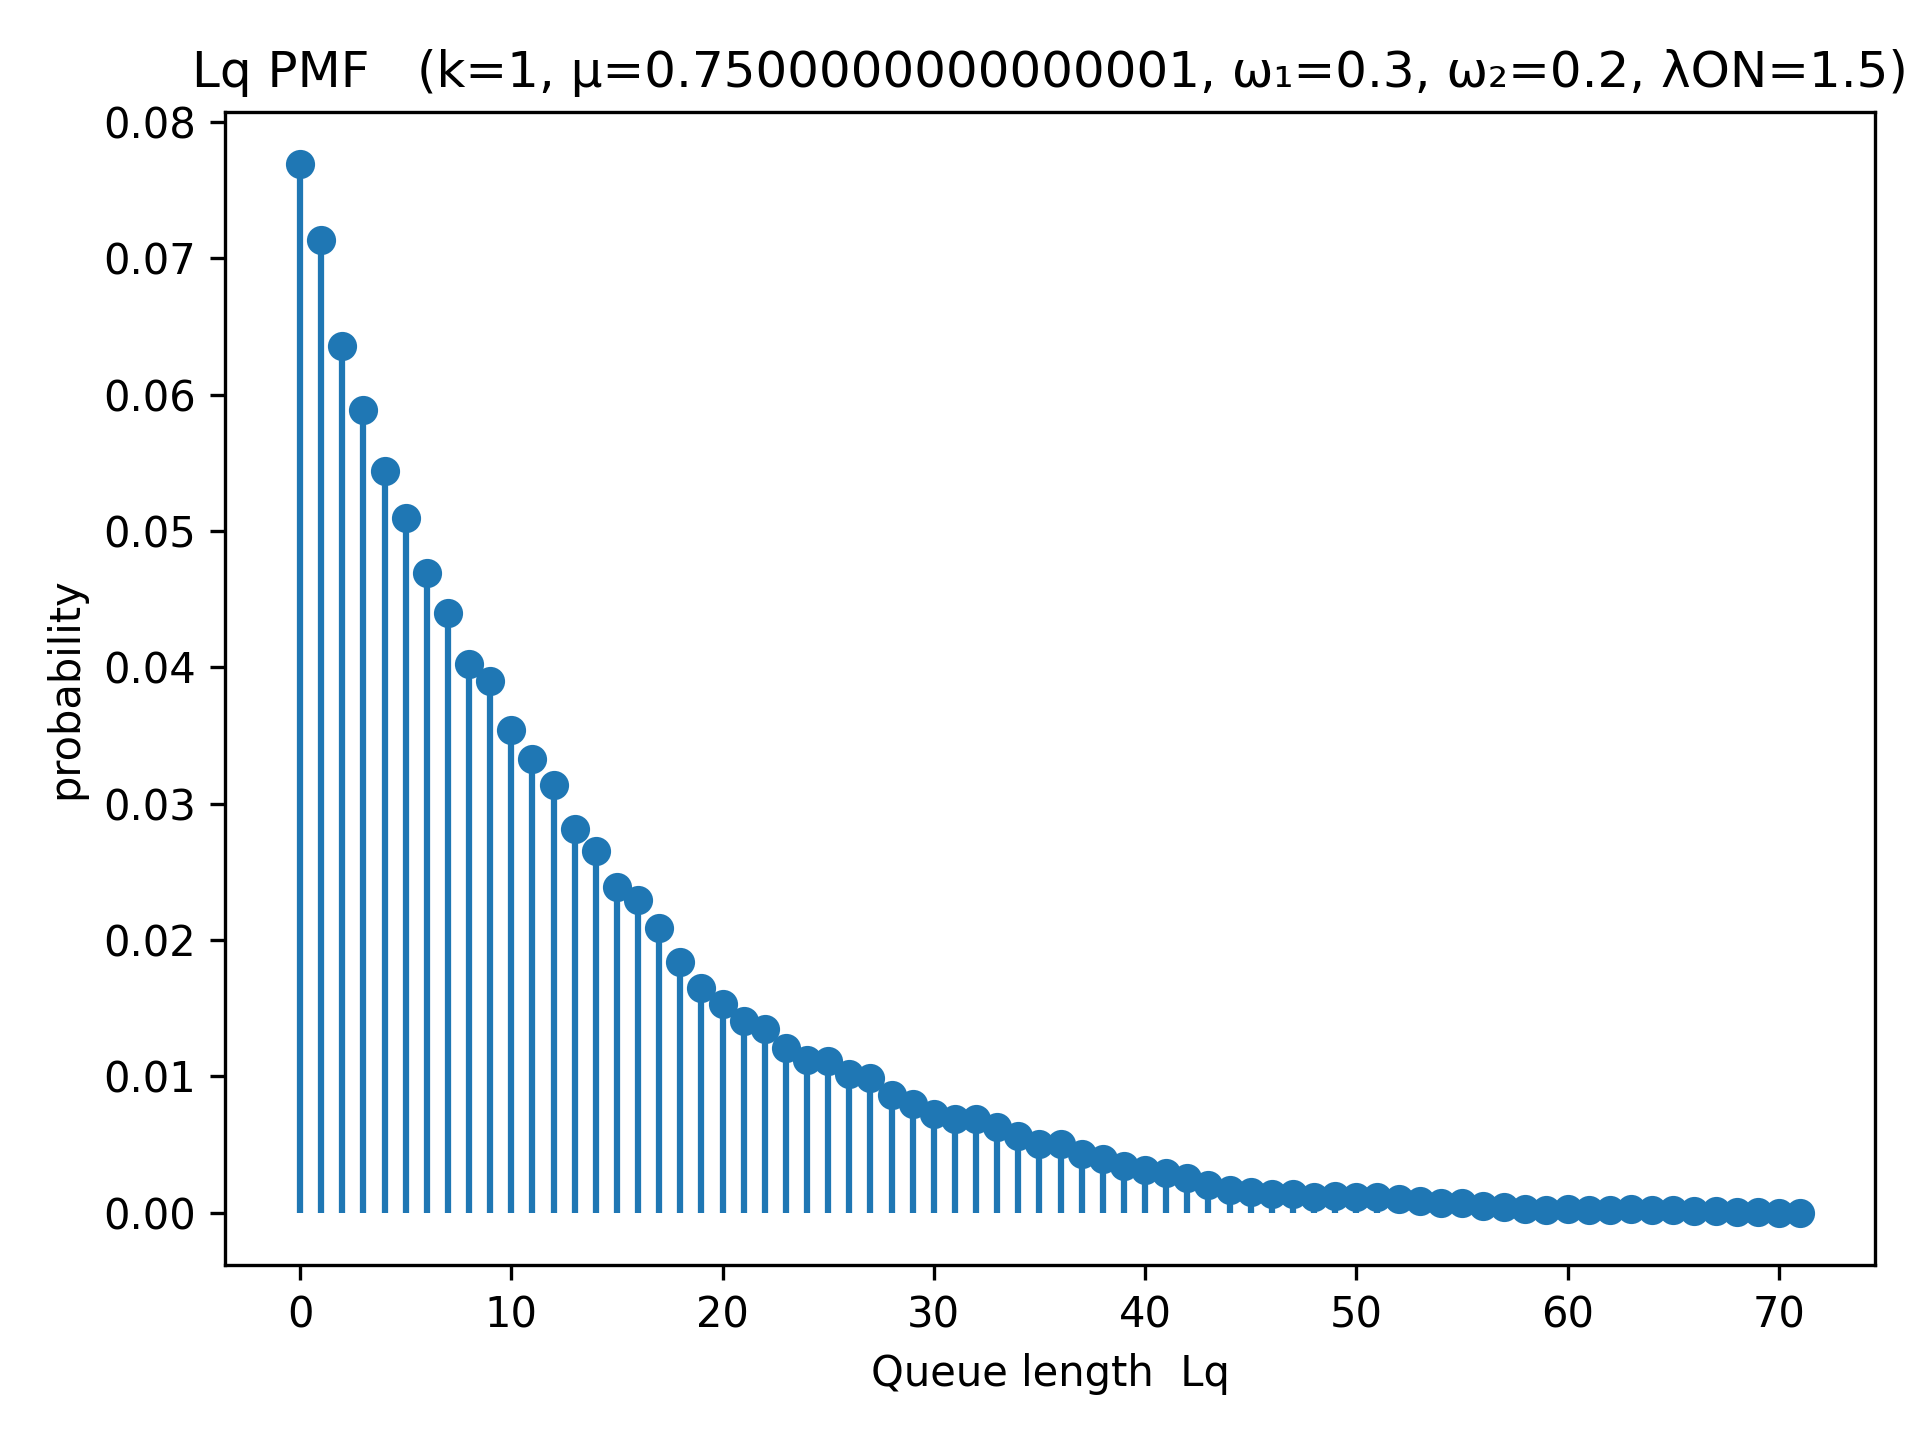 Lq PMF   (k=1, μ=0.7500000000000001, ω₁=0.3, ω₂=0.2, λON=1.5)
0.08
0.07
0.06
0.05
0.04
0.03
0.02
0.01
0.00
probability
0 10 20 30 40 50 60 70
Queue length  Lq